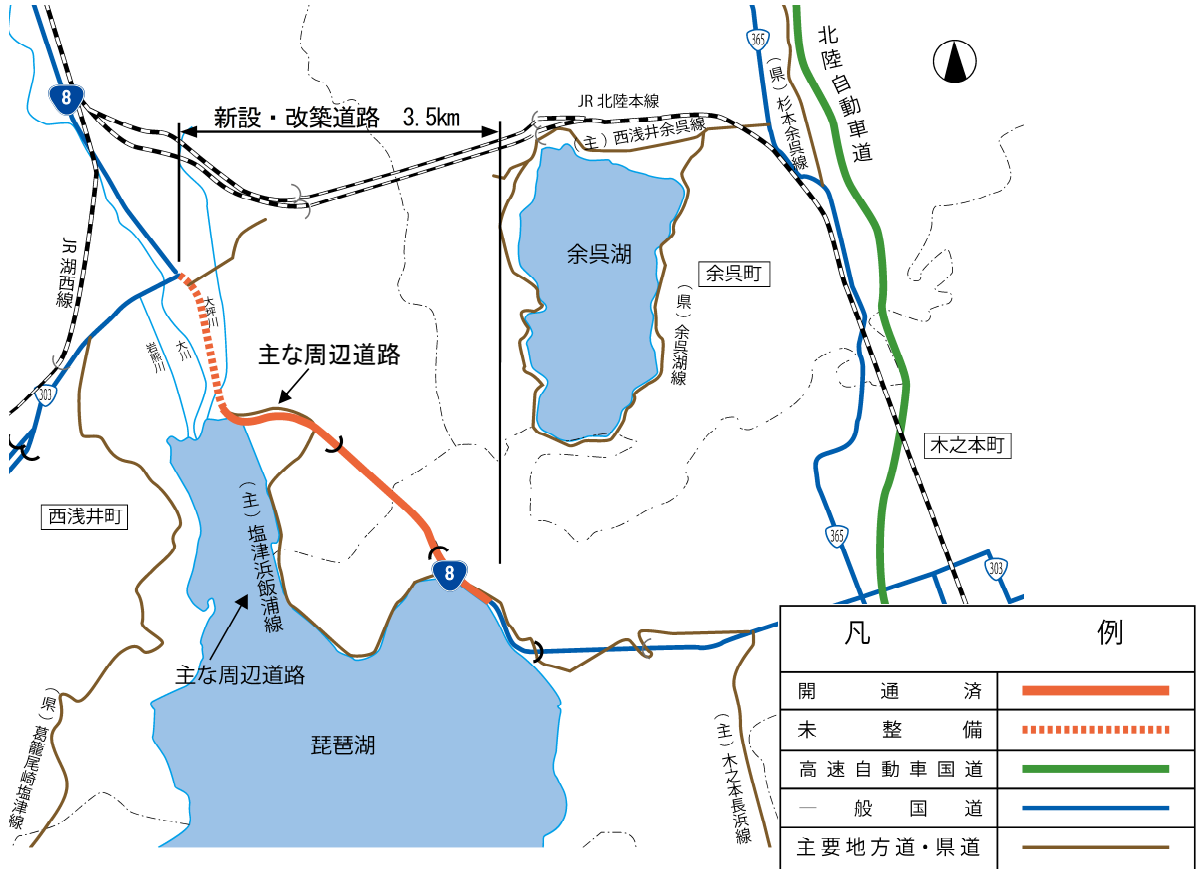 365
北陸自動車道
（県）杉本余呉線
8
新設・改築道路 3.5km
JR 北陸本線
（主）西浅井余呉線
JR 湖西線
余呉湖
余呉町
（県）余呉湖線
大坪川
大川
岩熊川
主な周辺道路
303
木之本町
西浅井町
（主）塩津浜飯浦線
365
8
303
主な周辺道路
琵琶湖
（県）葛籠尾崎塩津線
（主）木之本長浜線
凡例
開通済
未整備
高速自動車国道
一般国道
主要地方道・県道